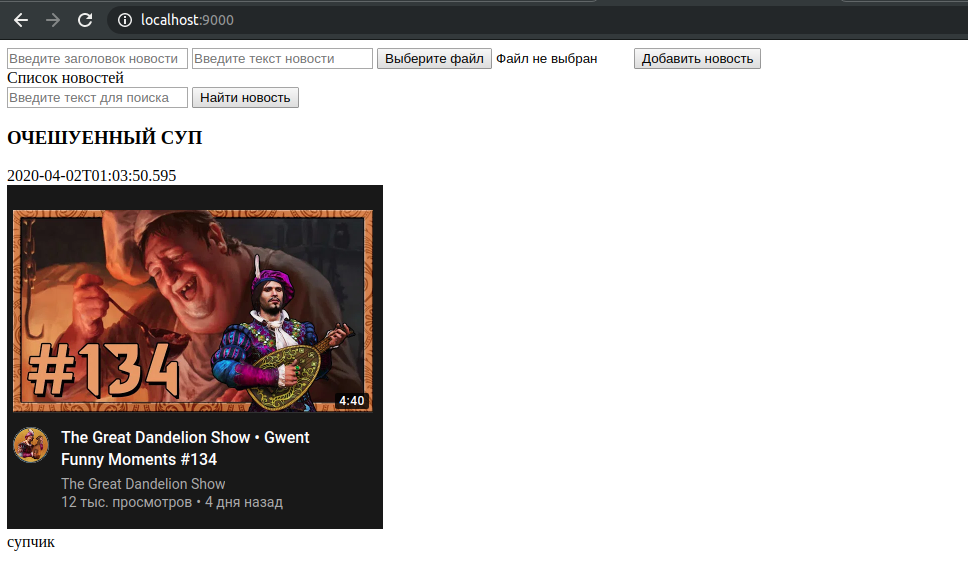 localhost:9000
Введите заголовок новости Введите текст новости Выберите файл Файл не выбран Добавить новость
Список новостей
Введите текст для поиска Найти новость
ОЧЕШУЕННЫЙ СУП
2020-04-02T01:03:50.595
#134
4:40
The Great Dandelion Show • Gwent
Funny Moments #134
The Great Dandelion Show
12 тыс. просмотров • 4 дня назад
супчик